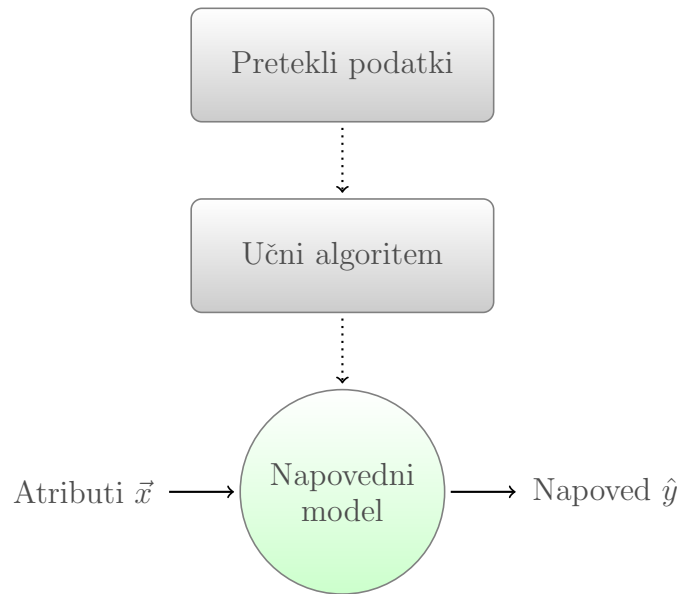 Pretekli podatki
Učni algoritem
Napovedni
model
Atributi $\vec{x}$
Napoved $\hat{y}$